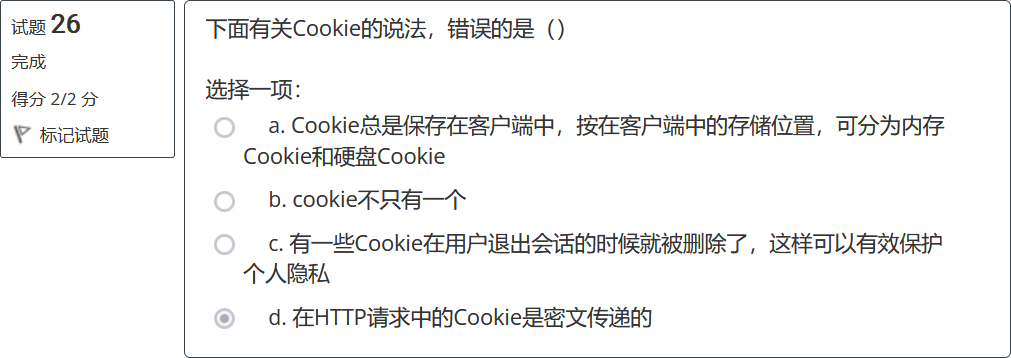 试题 26
完成
得分 2/2 分
标记试题
下面有关Cookie的说法，错误的是（）
选择一项：
a. Cookie总是保存在客户端中，按在客户端中的存储位置，可分为内存
Cookie和硬盘Cookie
b. cookie不只有一个
c. 有一些Cookie在用户退出会话的时候就被删除了，这样可以有效保护
个人隐私
d. 在HTTP请求中的Cookie是密文传递的